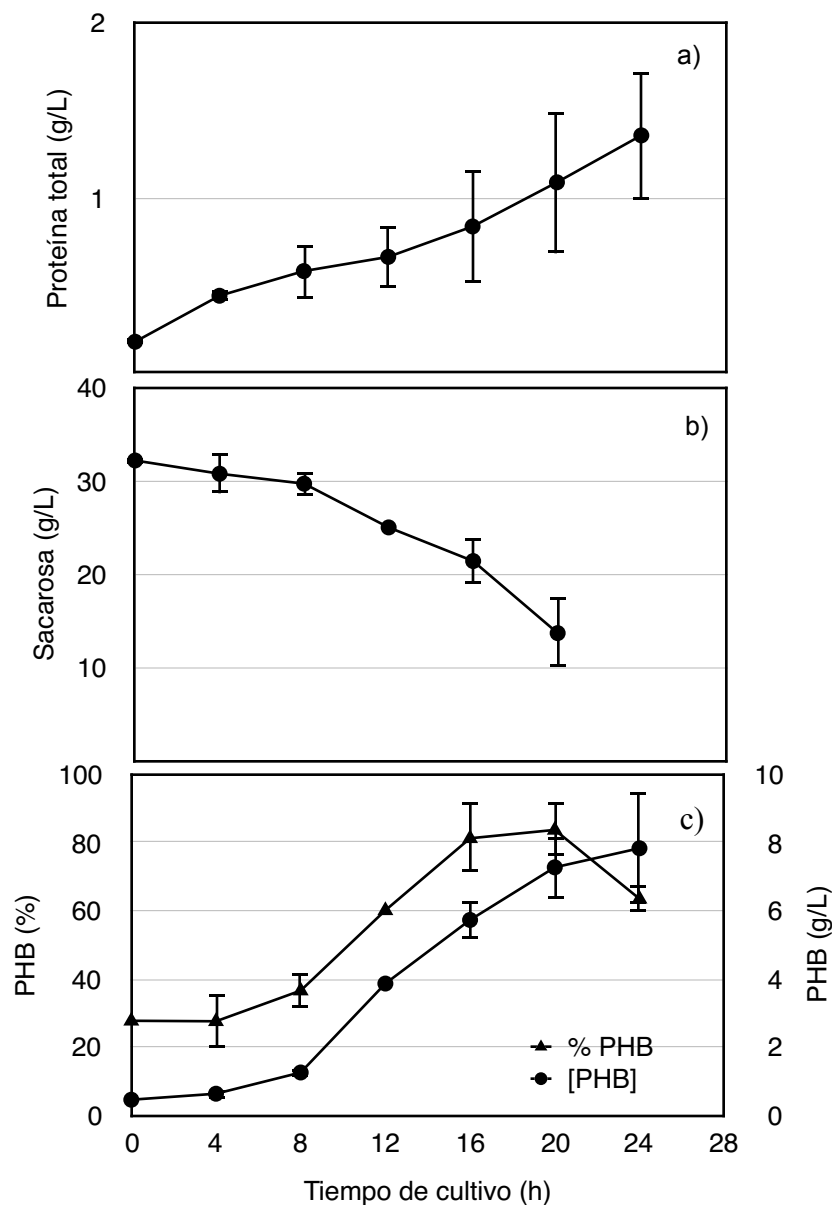 2
a)
Proteína total (g/L)
1
40
b)
30
Sacarosa (g/L)
20
10
100
10
c)
80
8
PHB (%)
60
6
PHB (g/L)
40
4
% PHB
20
2
[PHB]
0
0
0 4 8 12 16 20 24 28
Tiempo de cultivo (h)